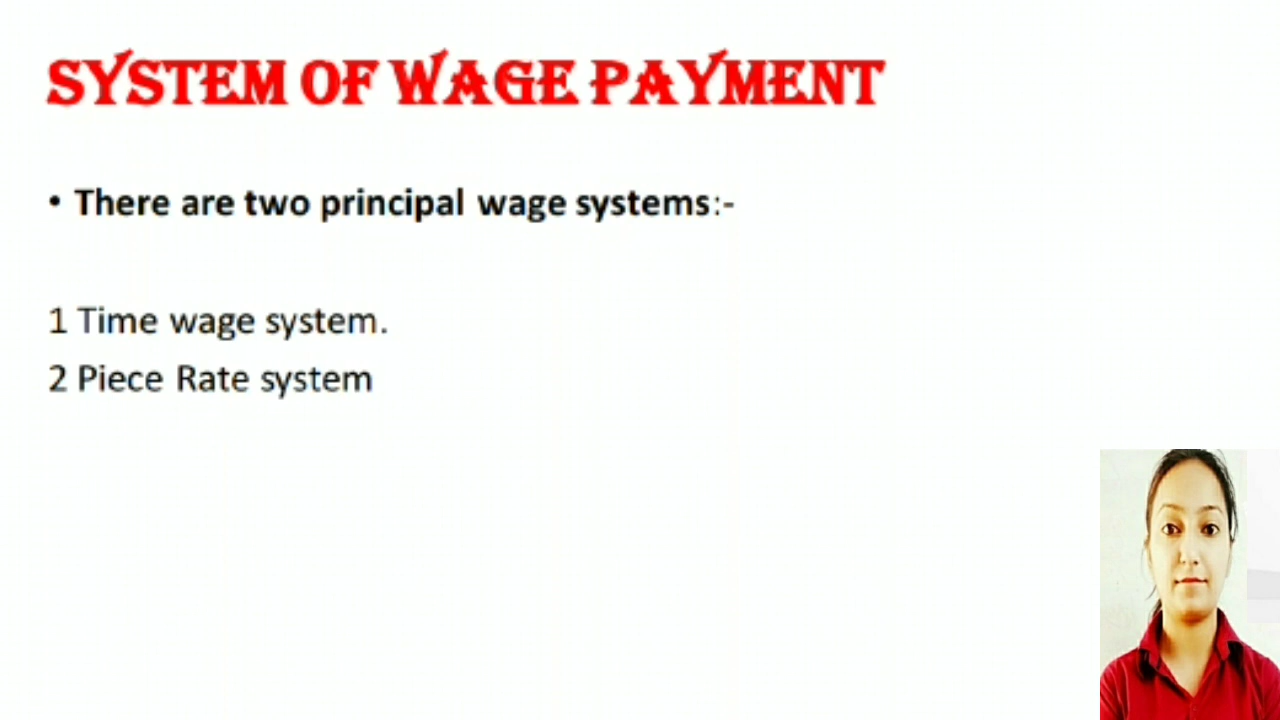 SYSTEM OF WAGE PAYMENT
• There are two principal wage systems:-
1 Time wage system.
2 Piece Rate system